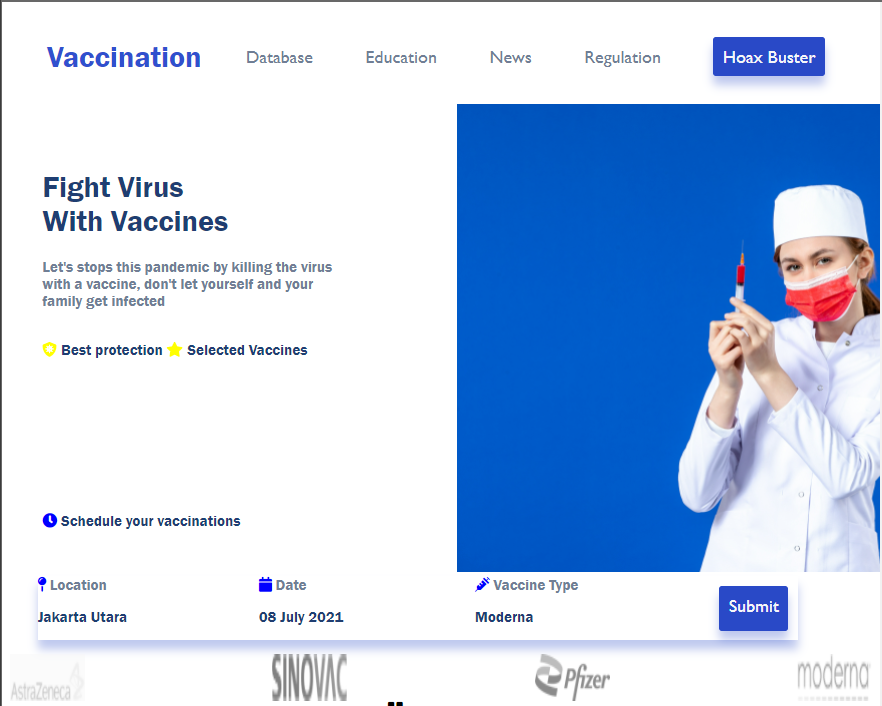 Vaccination Database Education News Regulation Hoax Buster
Fight Virus
With Vaccines
Let's stops this pandemic by killing the virus
with a vaccine, don't let yourself and your
family get infected
Best protection Selected Vaccines
Schedule your vaccinations
Location Date Vaccine Type
Jakarta Utara 08 July 2021 Moderna
Submit
AstraZeneca SINOVAC Pfizer moderna